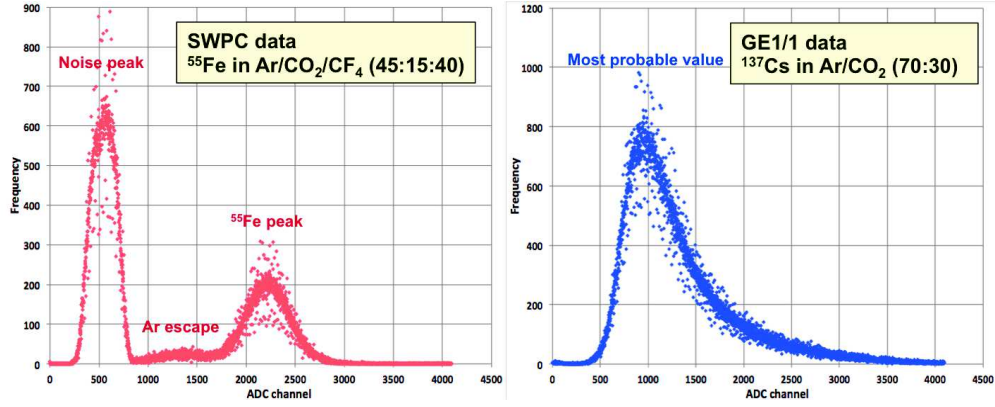 SWPC data
⁵⁵Fe in Ar/CO₂/CF₄ (45:15:40)
Noise peak
⁵⁵Fe peak
Ar escape
Frequency
900
800
700
600
500
400
300
200
100
0
0 500 1000 1500 2000 2500 3000 3500 4000 4500
ADC channel
GE1/1 data
¹³⁷Cs in Ar/CO₂ (70:30)
Most probable value
Frequency
1200
1000
800
600
400
200
0
0 500 1000 1500 2000 2500 3000 3500 4000 4500
ADC channel